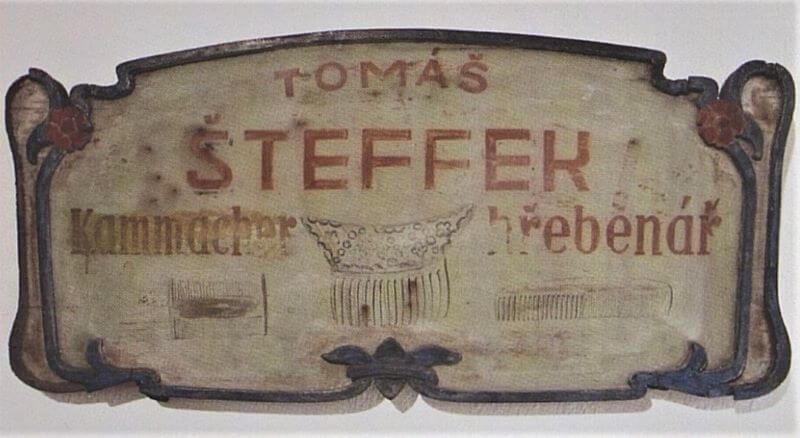 TOMÁŠ
ŠTEFFEK
Kammacher hřebenář